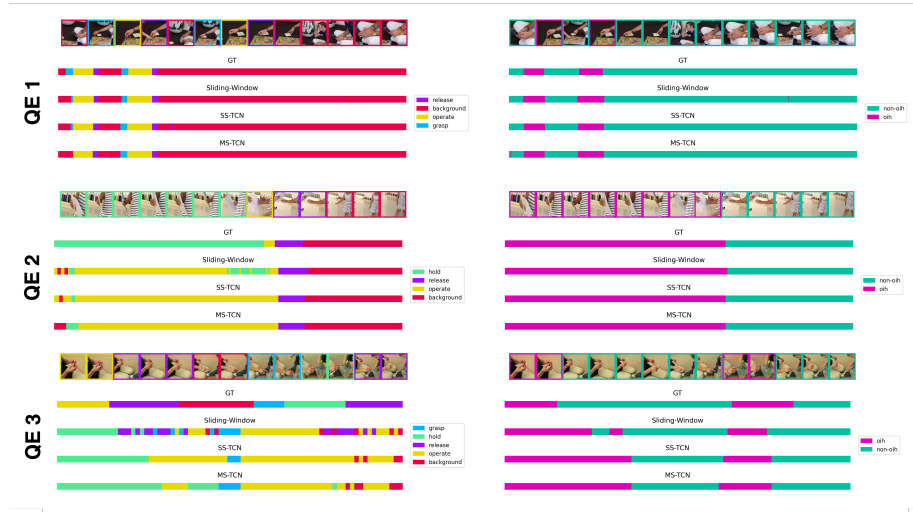 QE 1
GT
Sliding-Window
SS-TCN
MS-TCN
release
background
operate
grasp
GT
Sliding-Window
SS-TCN
MS-TCN
non-oih
oih
QE 2
GT
Sliding-Window
SS-TCN
MS-TCN
hold
release
operate
background
GT
Sliding-Window
SS-TCN
MS-TCN
non-oih
oih
QE 3
GT
Sliding-Window
SS-TCN
MS-TCN
grasp
hold
release
operate
background
GT
Sliding-Window
SS-TCN
MS-TCN
oih
non-oih